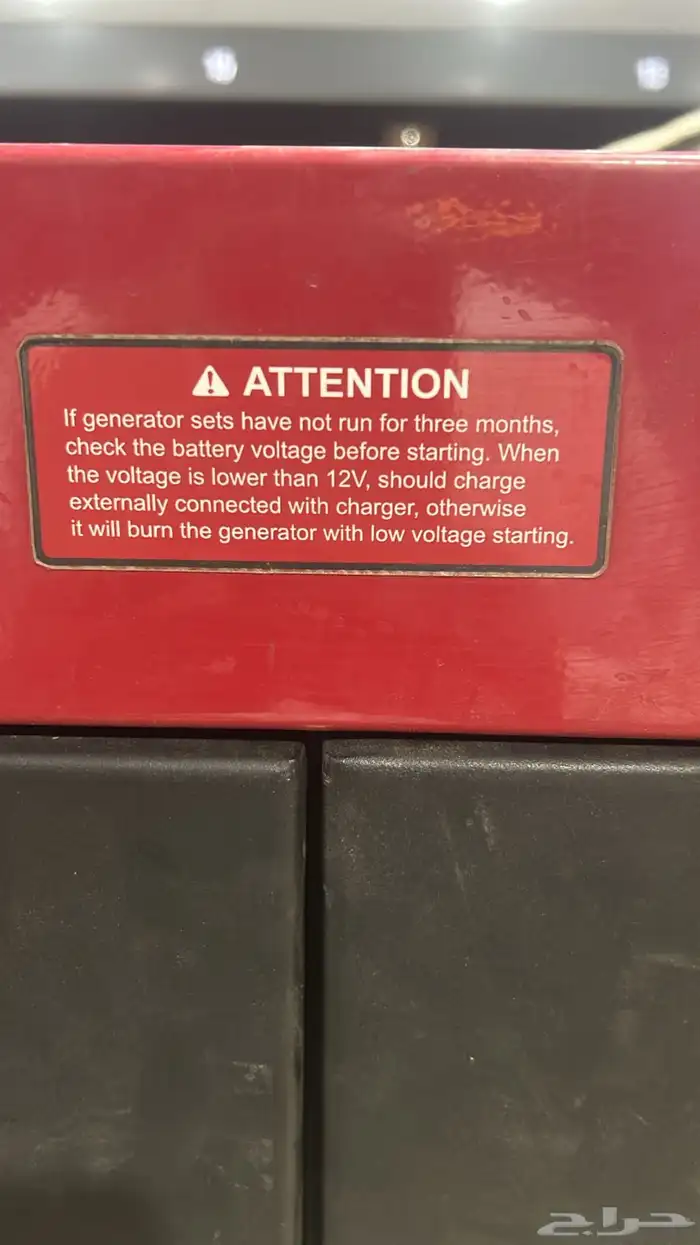 ATTENTION
If generator sets have not run for three months,
check the battery voltage before starting. When
the voltage is lower than 12V, should charge
externally connected with charger, otherwise
it will burn the generator with low voltage starting.
حراج